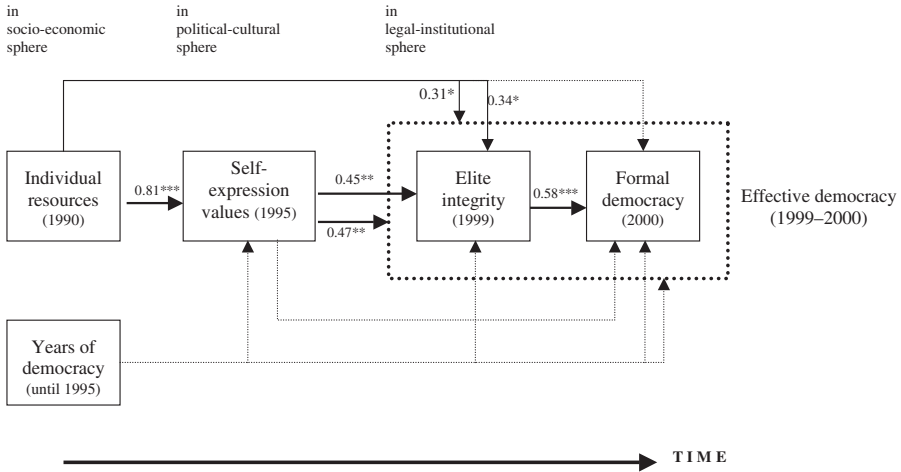 in
socio-economic
sphere
in
political-cultural
sphere
in
legal-institutional
sphere
0.31*
0.34*
Individual
resources
(1990)
0.81***
Self-
expression
values (1995)
0.45**
0.47**
Elite
integrity
(1999)
0.58***
Formal
democracy
(2000)
Effective democracy
(1999–2000)
Years of
democracy
(until 1995)
TIME